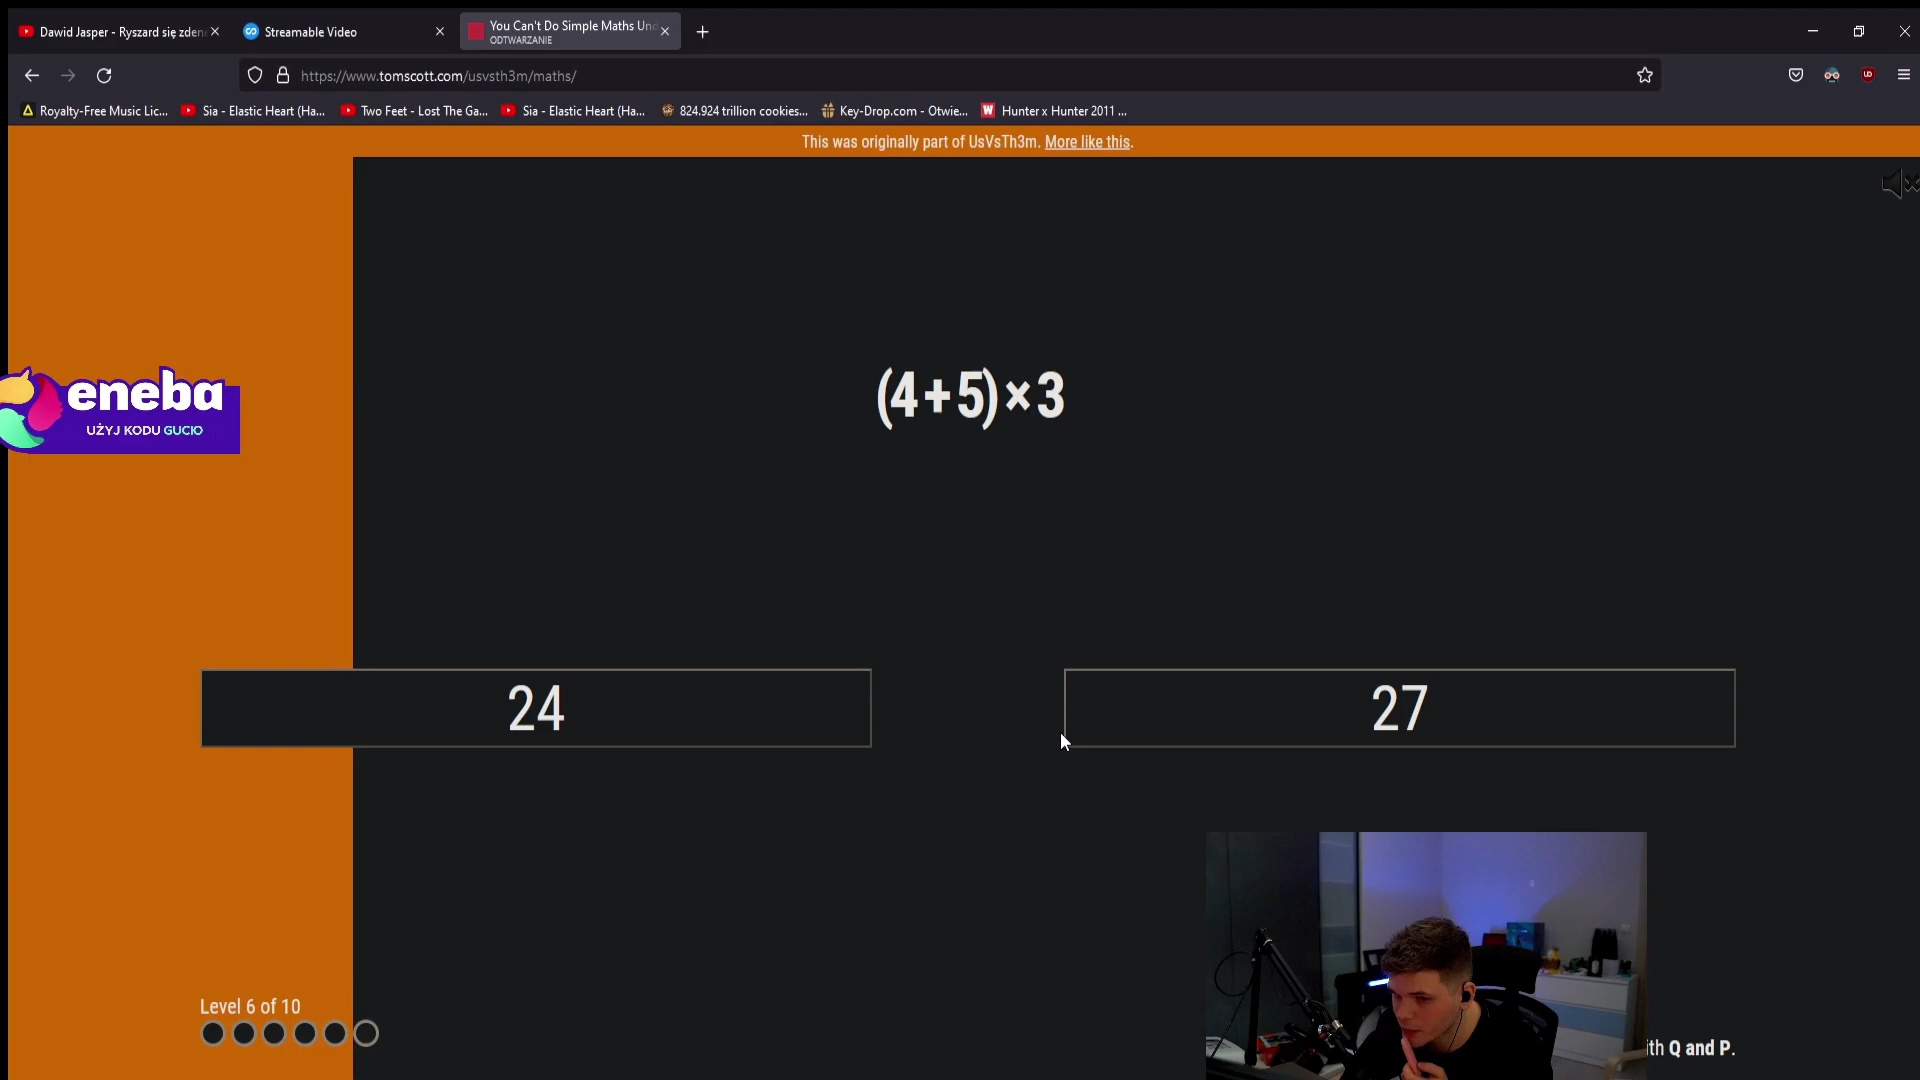 Dawid Jasper - Ryszard się zden
Streamable Video
You Can't Do Simple Maths Und
ODTWARZANIE
https://www.tomscott.com/usvsth3m/maths/
Royalty-Free Music Lic...
Sia - Elastic Heart (Ha...
Two Feet - Lost The Ga...
Sia - Elastic Heart (Ha...
824,924 trillion cookies...
Key-Drop.com - Otwie...
Hunter x Hunter 2011 ...
This was originally part of UsVsTh3m. More like this.
(4+5)×3
eneba
UŻYJ KODU GUCIO
24
27
Level 6 of 10
ith Q and P.